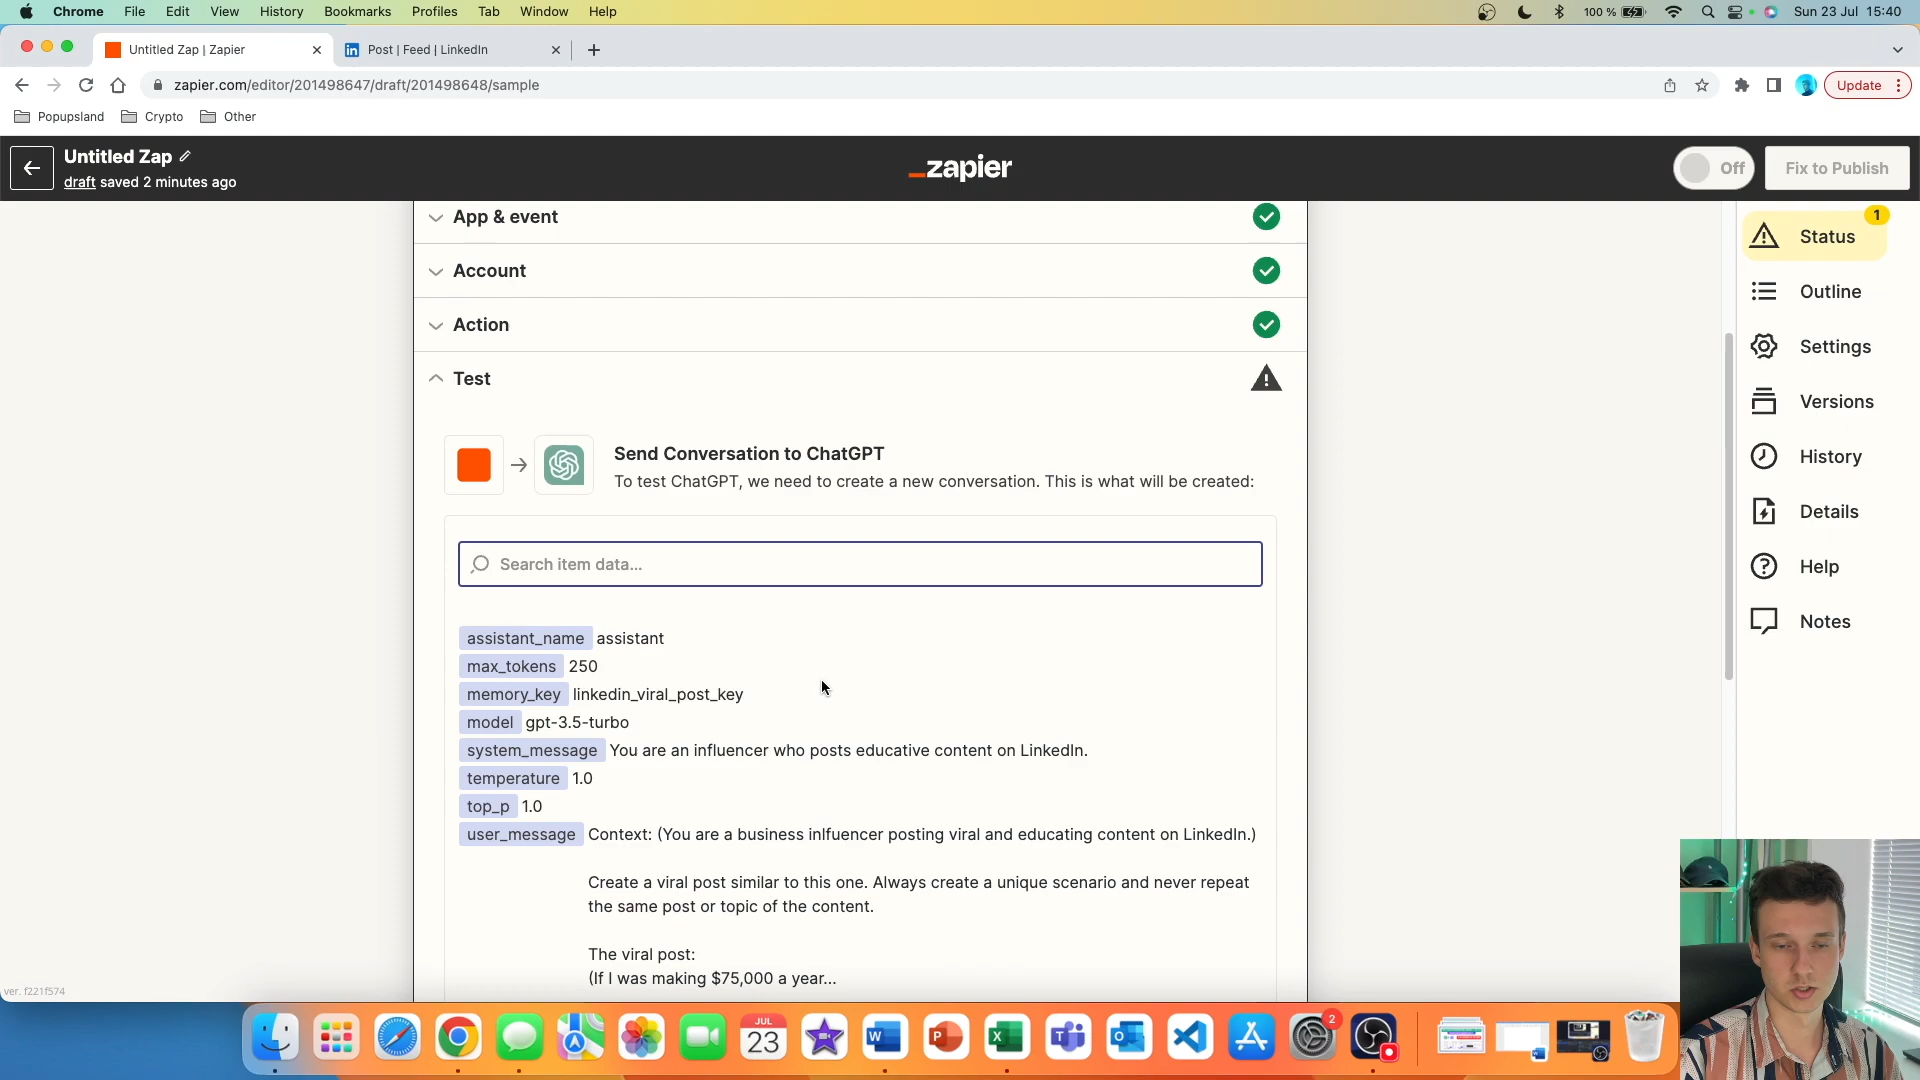 Chrome File Edit View History Bookmarks Profiles Tab Window Help 100 % Sun 23 Jul 15:40
Untitled Zap | Zapier
Post | Feed | LinkedIn
zapier.com/editor/201498647/draft/201498648/sample
Update
Popupsland Crypto Other
Untitled Zap
draft saved 2 minutes ago
_zapier
Off
Fix to Publish
App & event
Account
Action
Test
Send Conversation to ChatGPT
To test ChatGPT, we need to create a new conversation. This is what will be created:
Search item data...
assistant_name assistant
max_tokens 250
memory_key linkedin_viral_post_key
model gpt-3.5-turbo
system_message You are an influencer who posts educative content on LinkedIn.
temperature 1.0
top_p 1.0
user_message Context: (You are a business inlfuencer posting viral and educating content on LinkedIn.)
Create a viral post similar to this one. Always create a unique scenario and never repeat
the same post or topic of the content.
The viral post:
(If I was making $75,000 a year...
1
Status
Outline
Settings
Versions
History
Details
Help
Notes
ver. f221f574
JUL
23
W
P
X
T
O
2